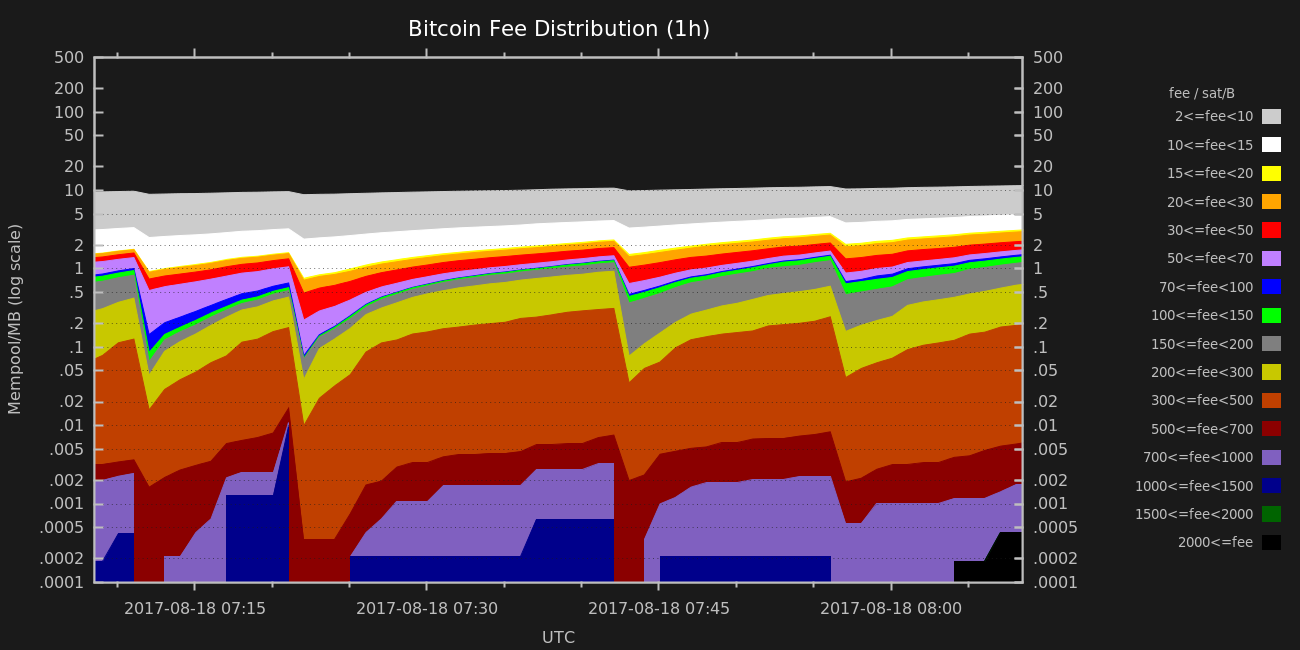 Bitcoin Fee Distribution (1h)
Mempool/MB (log scale)
500
200
100
50
20
10
5
2
1
.5
.2
.1
.05
.02
.01
.005
.002
.001
.0005
.0002
.0001
500
200
100
50
20
10
5
2
1
.5
.2
.1
.05
.02
.01
.005
.002
.001
.0005
.0002
.0001
2017-08-18 07:15
2017-08-18 07:30
2017-08-18 07:45
2017-08-18 08:00
UTC
fee / sat/B
2<=fee<10
10<=fee<15
15<=fee<20
20<=fee<30
30<=fee<50
50<=fee<70
70<=fee<100
100<=fee<150
150<=fee<200
200<=fee<300
300<=fee<500
500<=fee<700
700<=fee<1000
1000<=fee<1500
1500<=fee<2000
2000<=fee